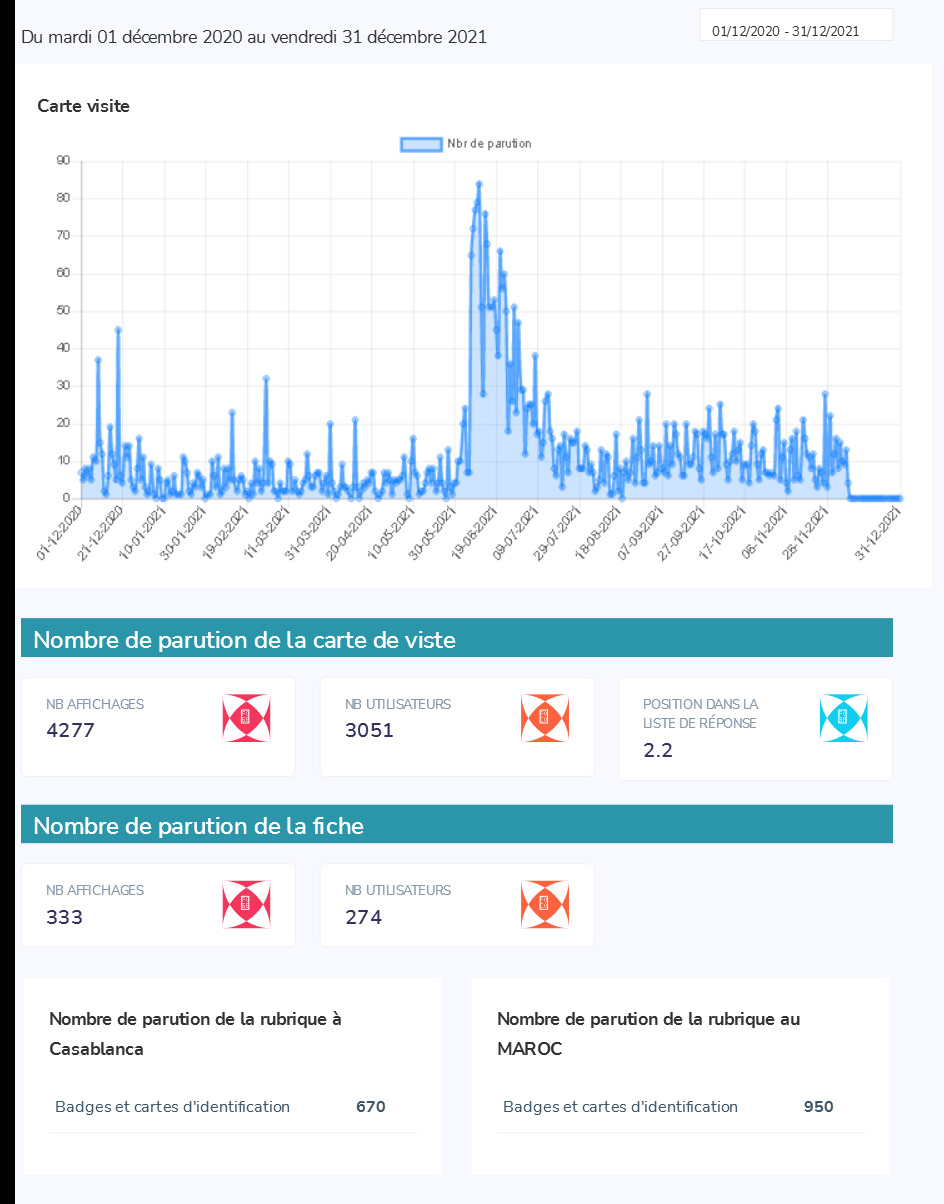 Du mardi 01 décembre 2020 au vendredi 31 décembre 2021
01/12/2020 - 31/12/2021
Carte visite
Nbr de parution
90
80
70
60
50
40
30
20
10
0
01-12-2020
21-12-2020
10-01-2021
30-01-2021
19-02-2021
11-03-2021
31-03-2021
20-04-2021
10-05-2021
30-05-2021
19-08-2021
09-07-2021
29-07-2021
18-08-2021
07-09-2021
27-09-2021
17-10-2021
08-11-2021
28-11-2021
31-12-2021
Nombre de parution de la carte de viste
NB AFFICHAGES
4277
NB UTILISATEURS
3051
POSITION DANS LA
LISTE DE RÉPONSE
2.2
Nombre de parution de la fiche
NB AFFICHAGES
333
NB UTILISATEURS
274
Nombre de parution de la rubrique à
Casablanca
Badges et cartes d'identification 670
Nombre de parution de la rubrique au
MAROC
Badges et cartes d'identification 950